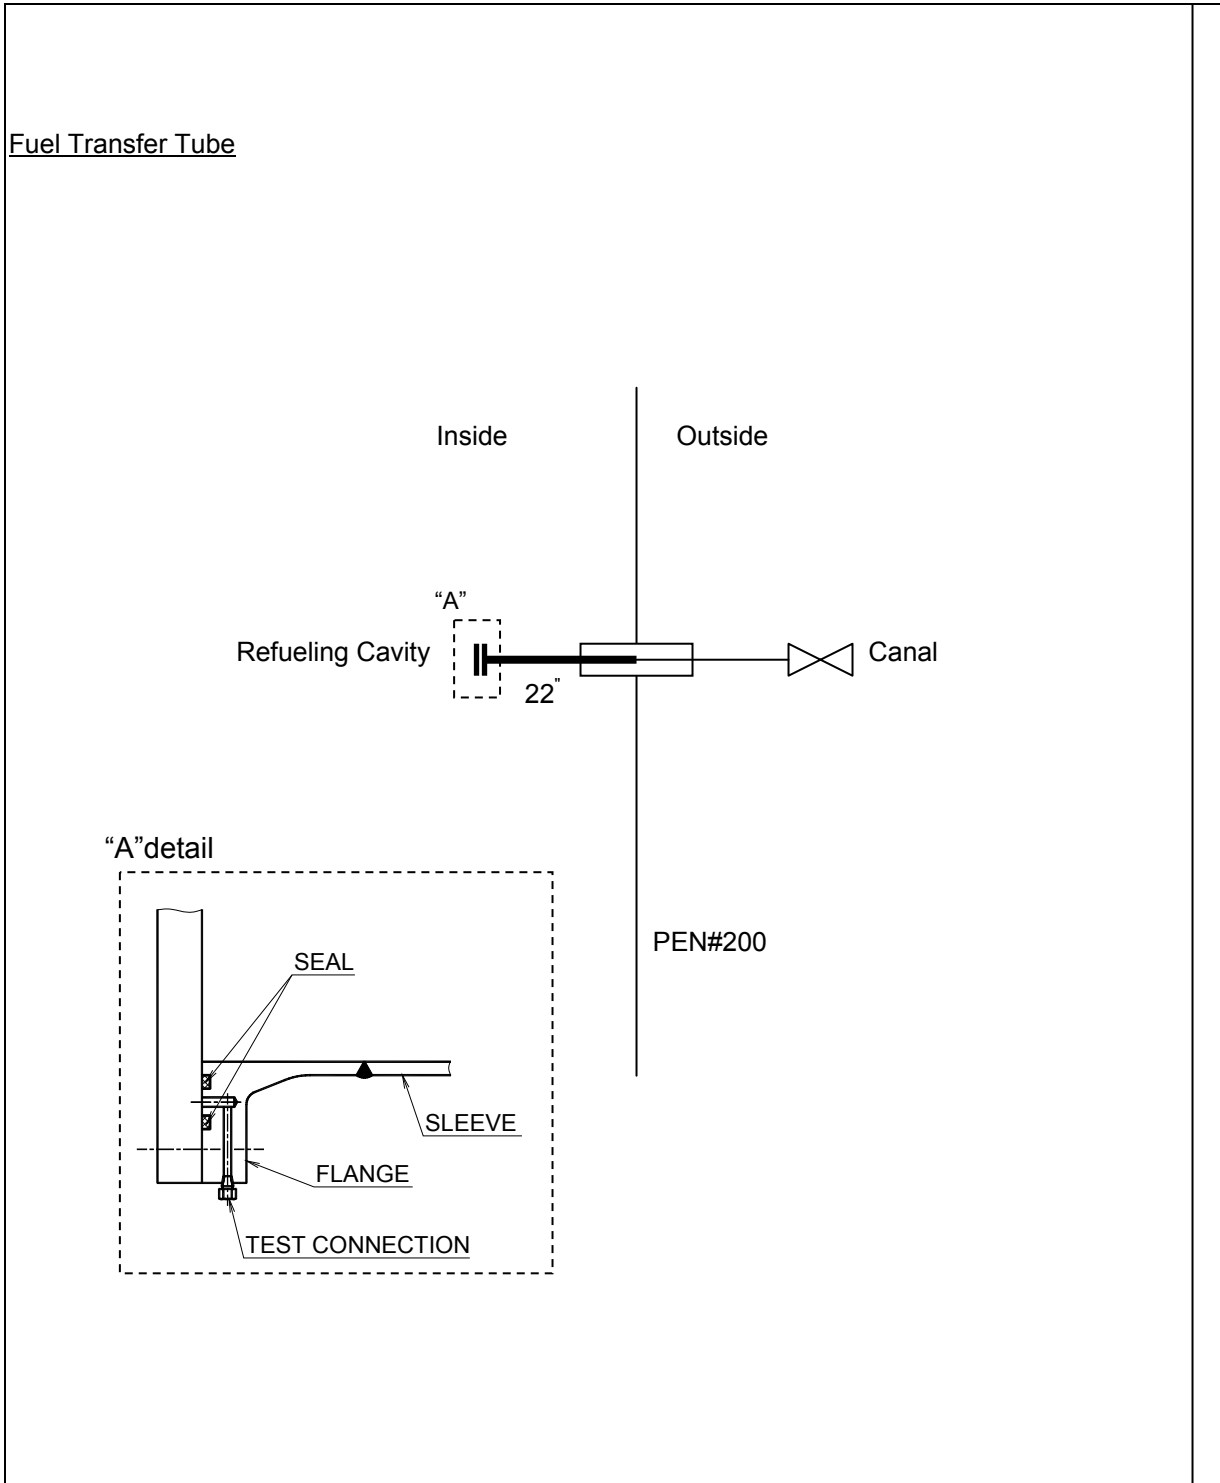 Fuel Transfer Tube
Inside
Outside
“A”
Refueling Cavity
Canal
22"
“A”detail
PEN#200
SEAL
SLEEVE
FLANGE
TEST CONNECTION